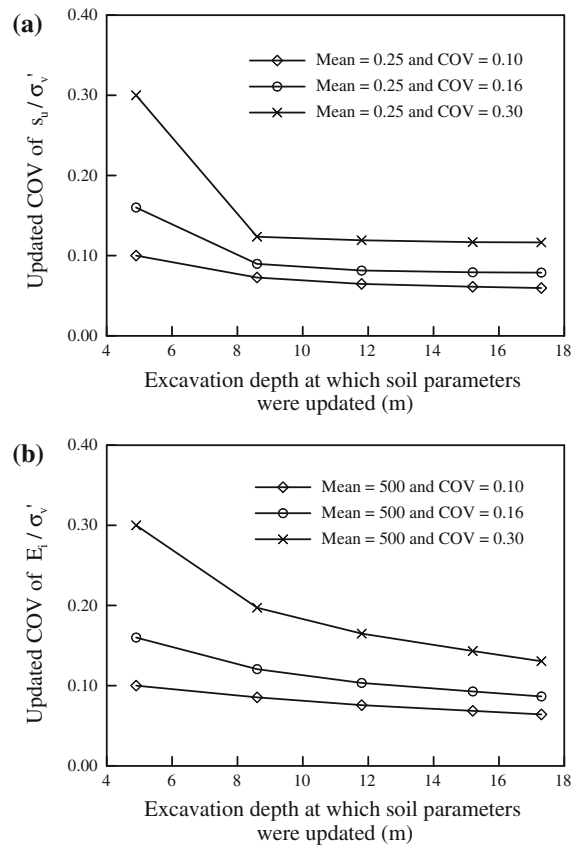 (a)
0.40
0.30
0.20
0.10
0.00
Updated COV of s_u/σ_v'
Mean = 0.25 and COV = 0.10
Mean = 0.25 and COV = 0.16
Mean = 0.25 and COV = 0.30
4 6 8 10 12 14 16 18
Excavation depth at which soil parameters
were updated (m)
(b)
0.40
0.30
0.20
0.10
0.00
Updated COV of E_i/σ_v'
Mean = 500 and COV = 0.10
Mean = 500 and COV = 0.16
Mean = 500 and COV = 0.30
4 6 8 10 12 14 16 18
Excavation depth at which soil parameters
were updated (m)